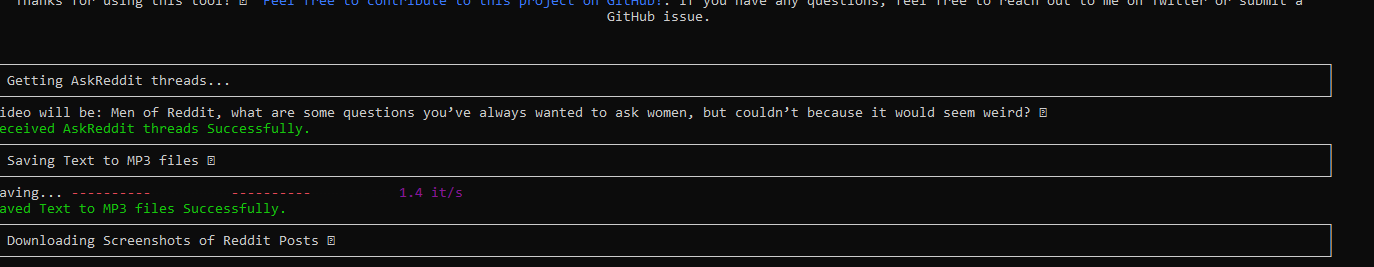 Thanks for using this tool! Feel free to contribute to this project on GitHub!. If you have any questions, feel free to reach out to me on Twitter or submit a
GitHub issue.
Getting AskReddit threads...
ideo will be: Men of Reddit, what are some questions you’ve always wanted to ask women, but couldn’t because it would seem weird?
eceived AskReddit threads Successfully.
Saving Text to MP3 files
aving... ---------- ---------- 1.4 it/s
aved Text to MP3 files Successfully.
Downloading Screenshots of Reddit Posts